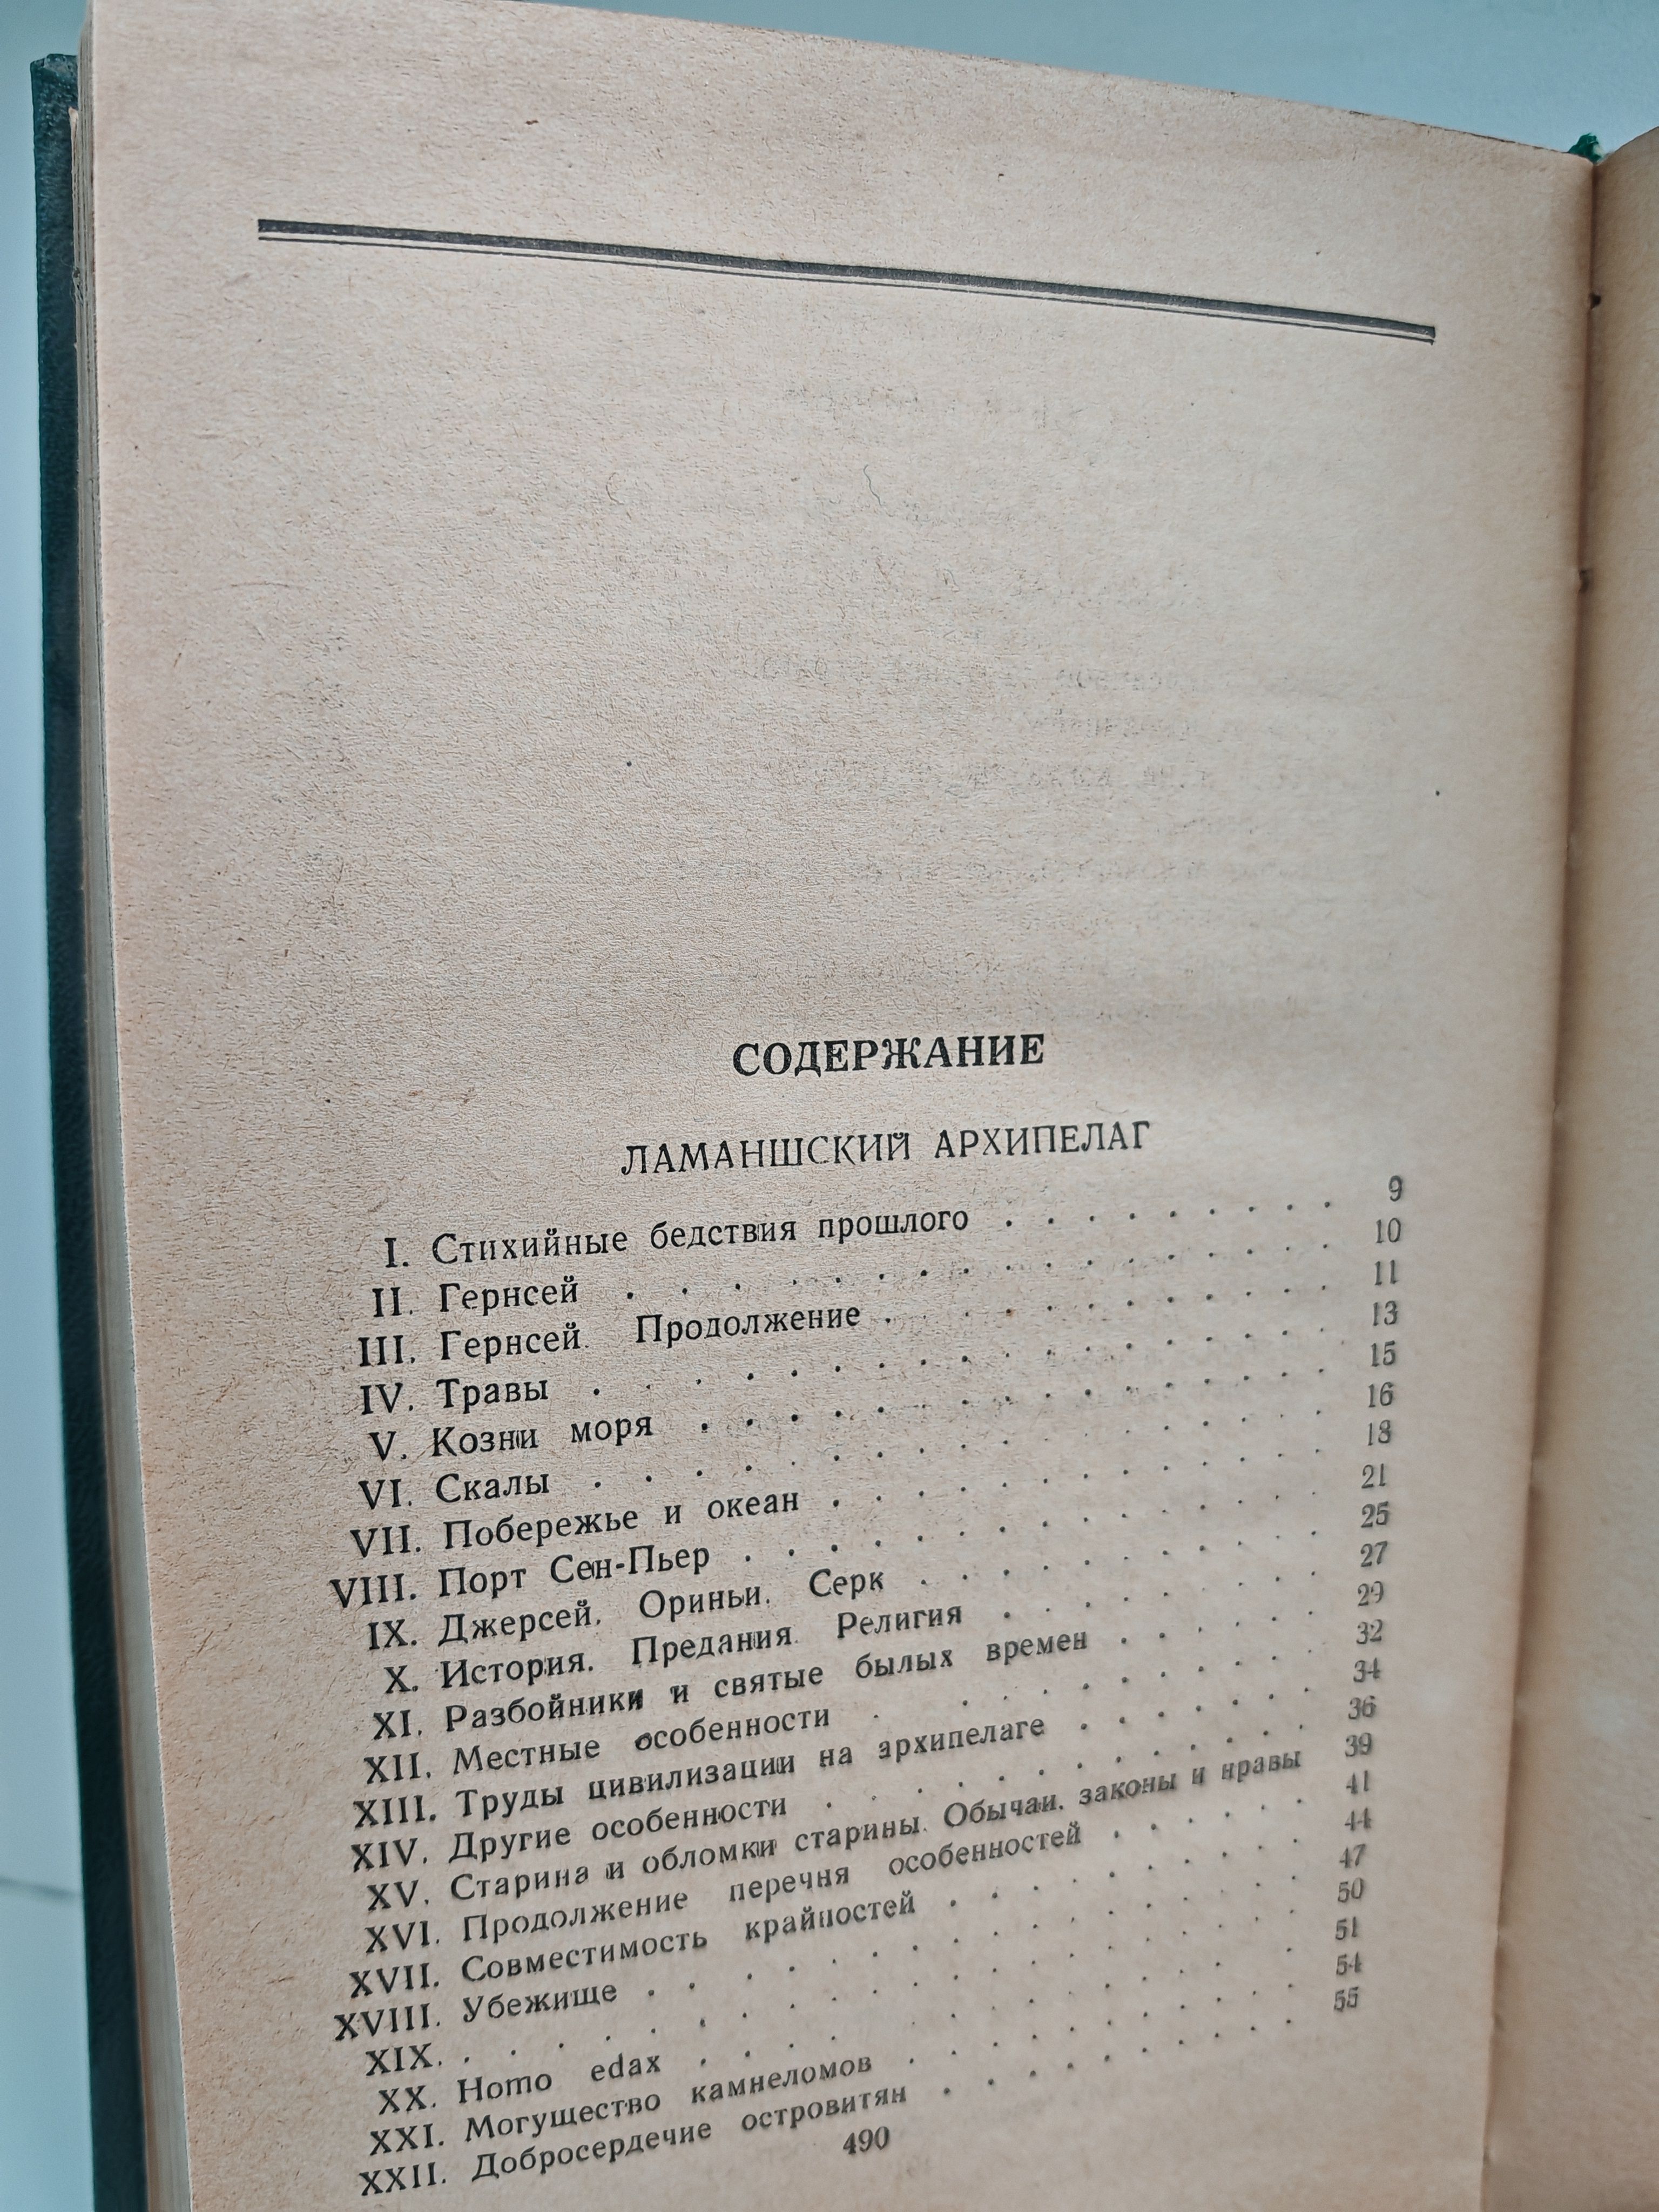 СОДЕРЖАНИЕ
ЛАМАНШСКИЙ АРХИПЕЛАГ
I. Стихийные бедствия прошлого . . . . . . . . . 9
II. Гернсей . . . . . . . . . . . . . . . 10
III. Гернсей. Продолжение . . . . . . . . . . 11
IV. Травы . . . . . . . . . . . . . . . 13
V. Козни моря . . . . . . . . . . . . . . 15
VI. Скалы . . . . . . . . . . . . . . . 16
VII. Побережье и океан . . . . . . . . . . . 18
VIII. Порт Сен-Пьер . . . . . . . . . . . . . 21
IX. Джерсей. Ориньи. Серк . . . . . . . . . . 25
X. История. Предания. Религия . . . . . . . . 27
XI. Разбойники и святые былых времен . . . . . 29
XII. Местные особенности . . . . . . . . . . 32
XIII. Труды цивилизации на архипелаге . . . . . . 34
XIV. Другие особенности . . . . . . . . . . . 36
XV. Старина и обломки старины. Обычаи, законы и нравы 39
XVI. Продолжение перечня особенностей . . . . . 41
XVII. Совместимость крайностей . . . . . . . . 44
XVIII. Убежище . . . . . . . . . . . . . . 47
XIX. . . . . . . . . . . . . . . . . . 50
XX. Homo edax . . . . . . . . . . . . . 51
XXI. Могущество камнеломов . . . . . . . . . 54
XXII. Добросердечие островитян . . . . . . . . 55
490